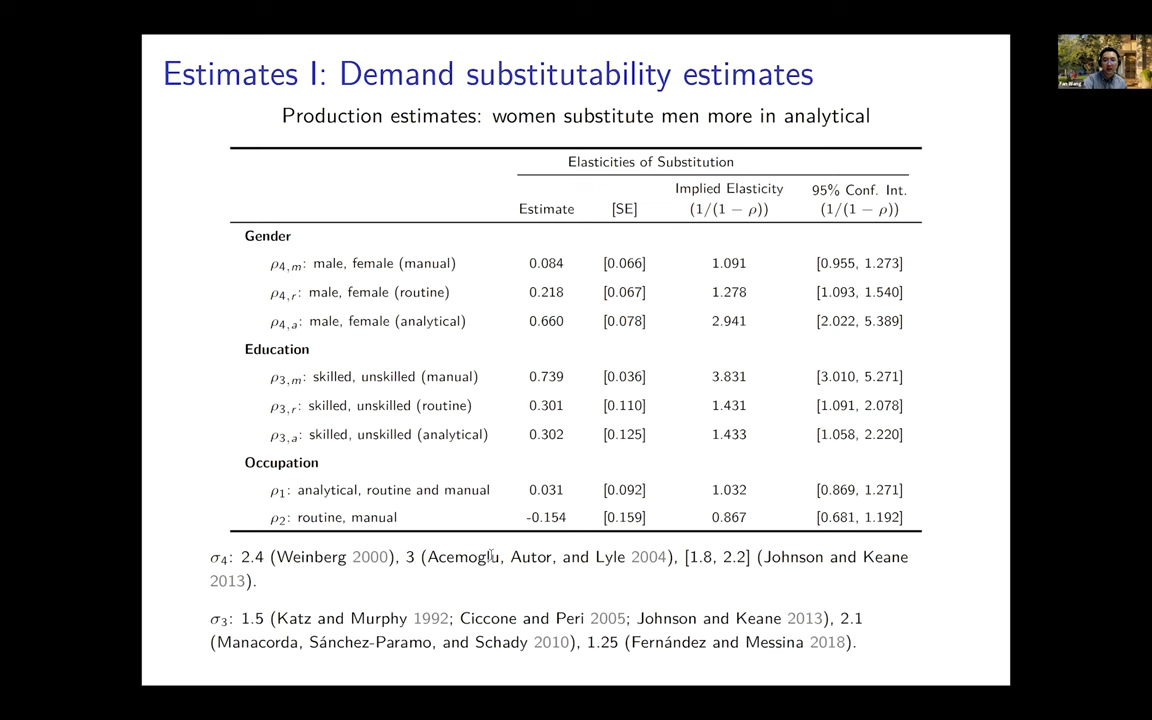 Estimates I: Demand substitutability estimates
Production estimates: women substitute men more in analytical
Elasticities of Substitution
Estimate [SE] Implied Elasticity (1/(1 − ρ)) 95% Conf. Int. (1/(1 − ρ))
Gender
ρ4,m: male, female (manual) 0.084 [0.066] 1.091 [0.955, 1.273]
ρ4,r: male, female (routine) 0.218 [0.067] 1.278 [1.093, 1.540]
ρ4,a: male, female (analytical) 0.660 [0.078] 2.941 [2.022, 5.389]
Education
ρ3,m: skilled, unskilled (manual) 0.739 [0.036] 3.831 [3.010, 5.271]
ρ3,r: skilled, unskilled (routine) 0.301 [0.110] 1.431 [1.091, 2.078]
ρ3,a: skilled, unskilled (analytical) 0.302 [0.125] 1.433 [1.058, 2.220]
Occupation
ρ1: analytical, routine and manual 0.031 [0.092] 1.032 [0.869, 1.271]
ρ2: routine, manual -0.154 [0.159] 0.867 [0.681, 1.192]
σ4: 2.4 (Weinberg 2000), 3 (Acemoglu, Autor, and Lyle 2004), [1.8, 2.2] (Johnson and Keane
2013).
σ3: 1.5 (Katz and Murphy 1992; Ciccone and Peri 2005; Johnson and Keane 2013), 2.1
(Manacorda, Sánchez-Paramo, and Schady 2010), 1.25 (Fernández and Messina 2018).